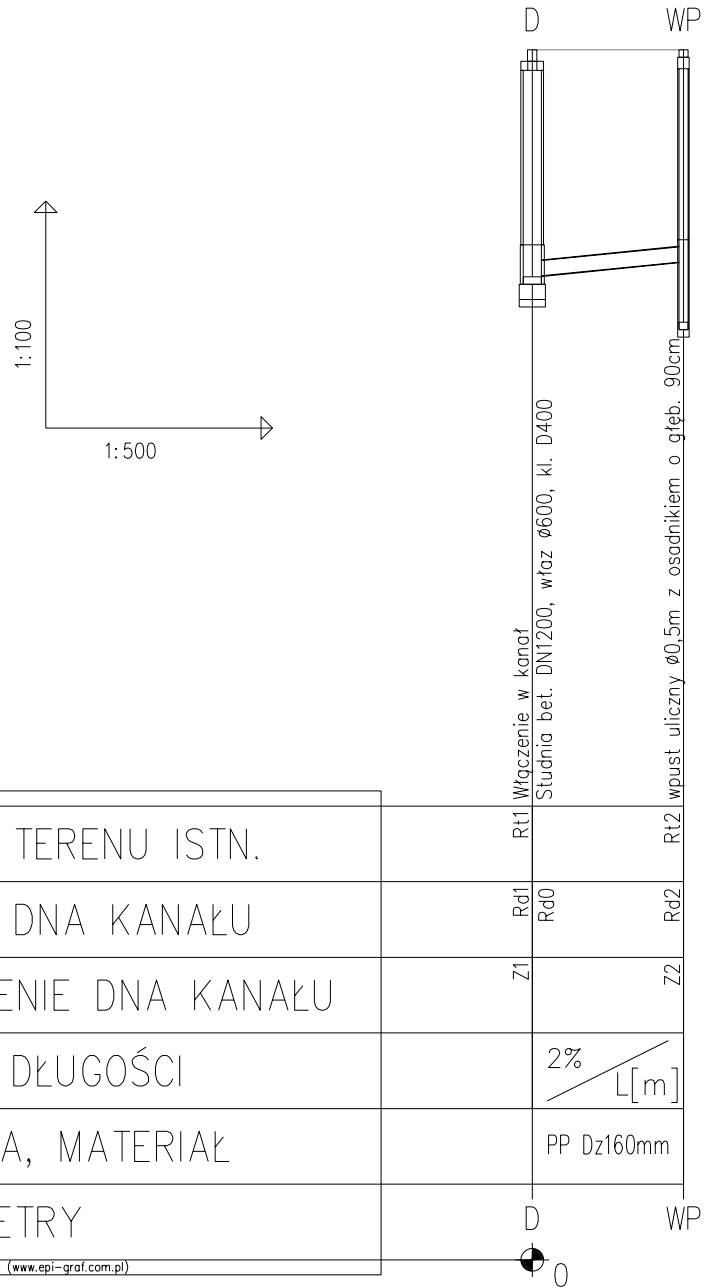 D
WP
1:100
1:500
Włączenie w kanał
Studnia bet. DN1200, właz ø600, kl. D400
wpust uliczny ø0,5m z osadnikiem o głęb. 90cm
TERENU ISTN.
Rt1
Rt2
DNA KANAŁU
Rd1
Rd0
Rd2
ENIE DNA KANAŁU
Z1
Z2
DŁUGOŚCI
2%
L[m]
A, MATERIAŁ
PP Dz160mm
ETRY
D
WP
(www.epi-graf.com.pl)
0